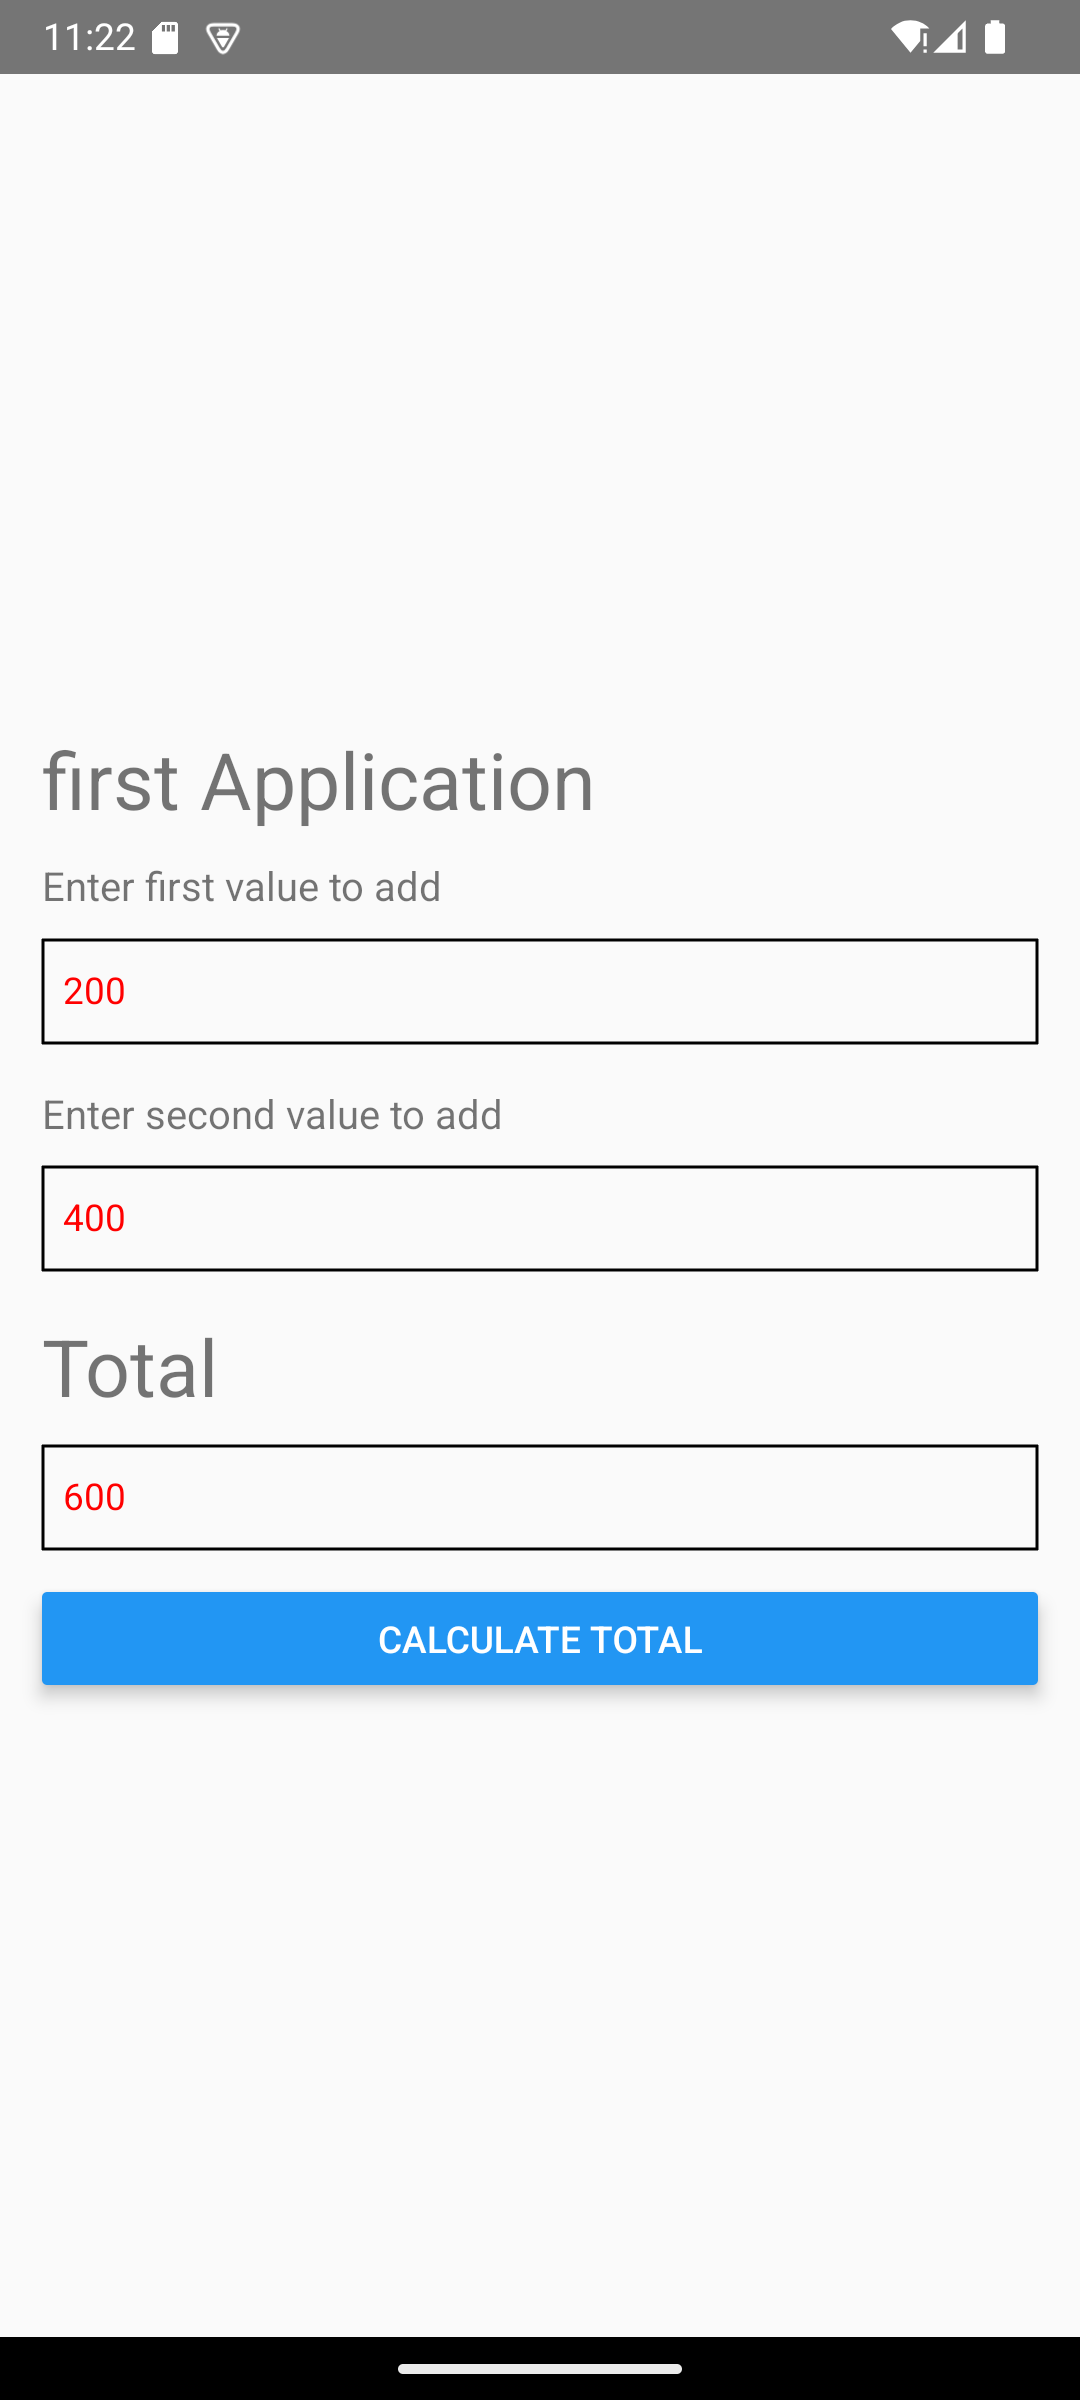 11:22
first Application
Enter first value to add
200
Enter second value to add
400
Total
600
CALCULATE TOTAL